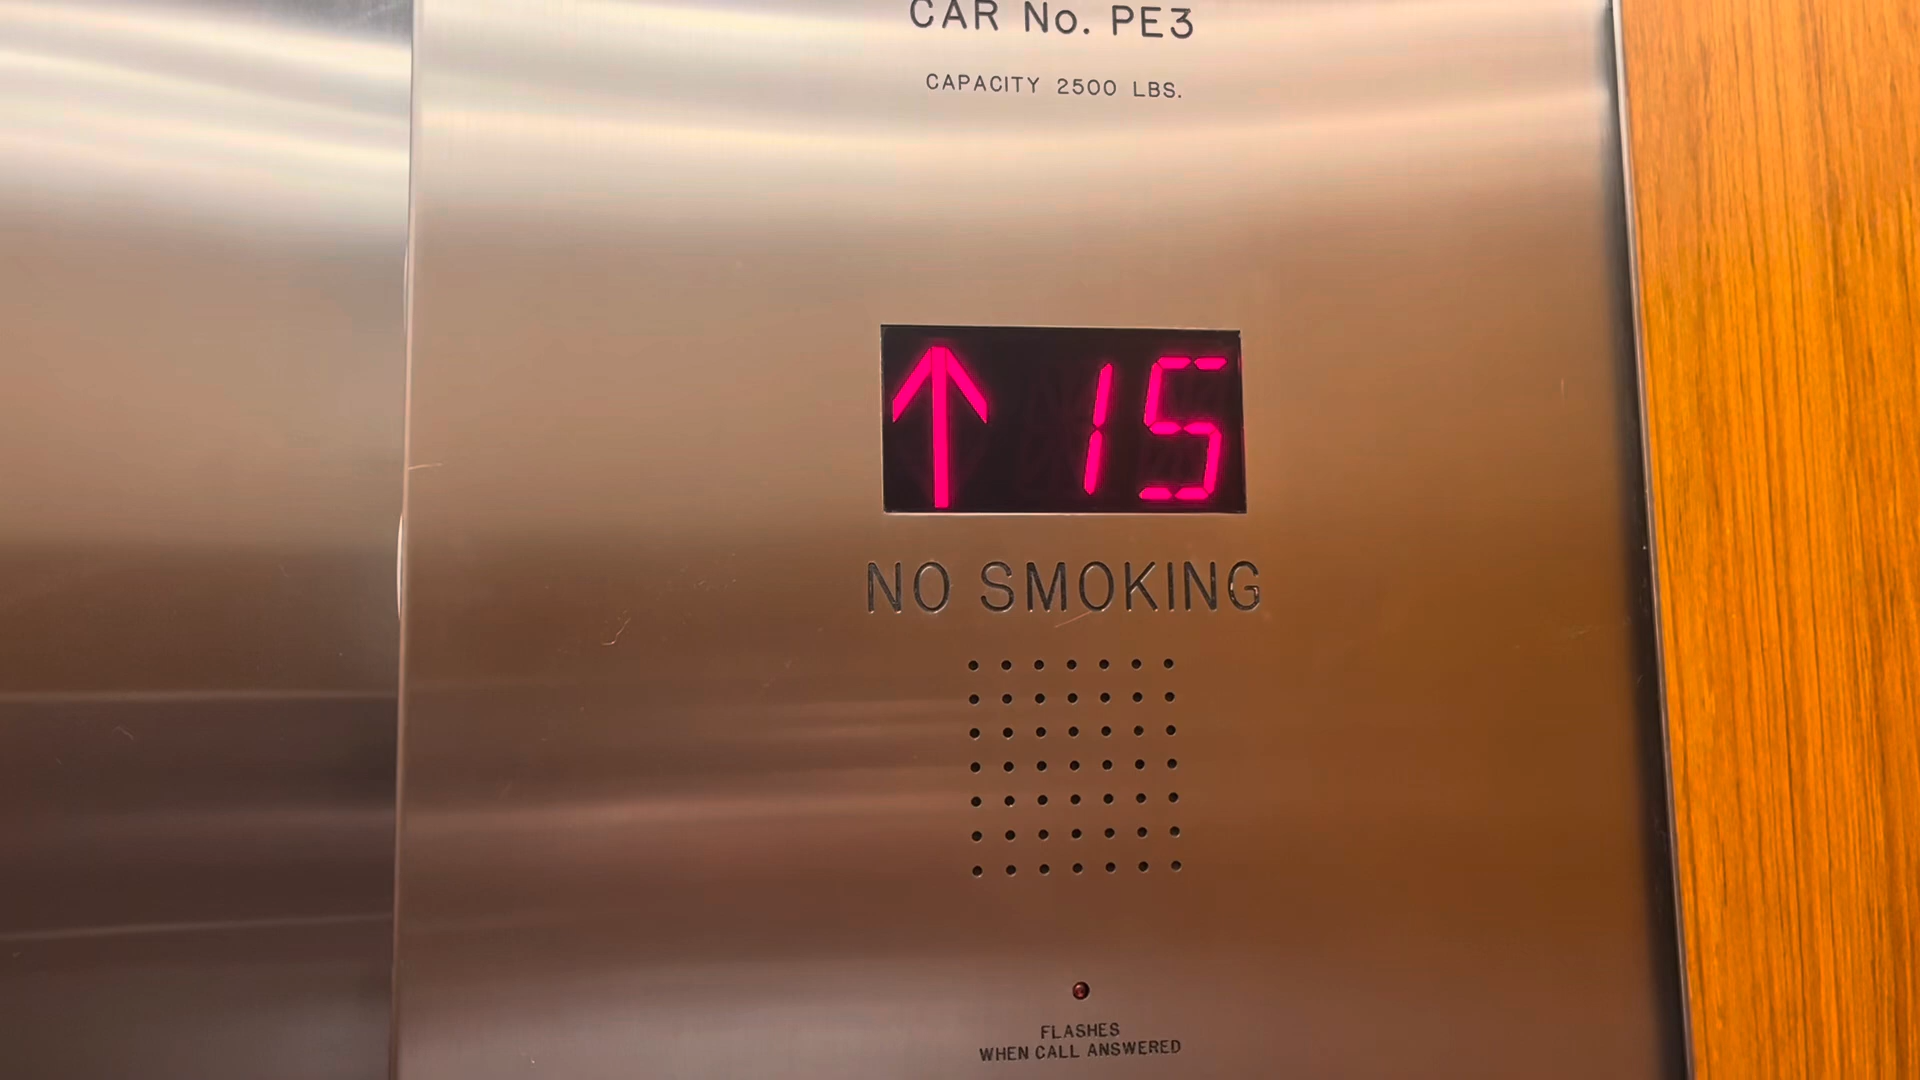 CAR No. PE3
CAPACITY 2500 LBS.
↑ 15
NO SMOKING
FLASHES
WHEN CALL ANSWERED